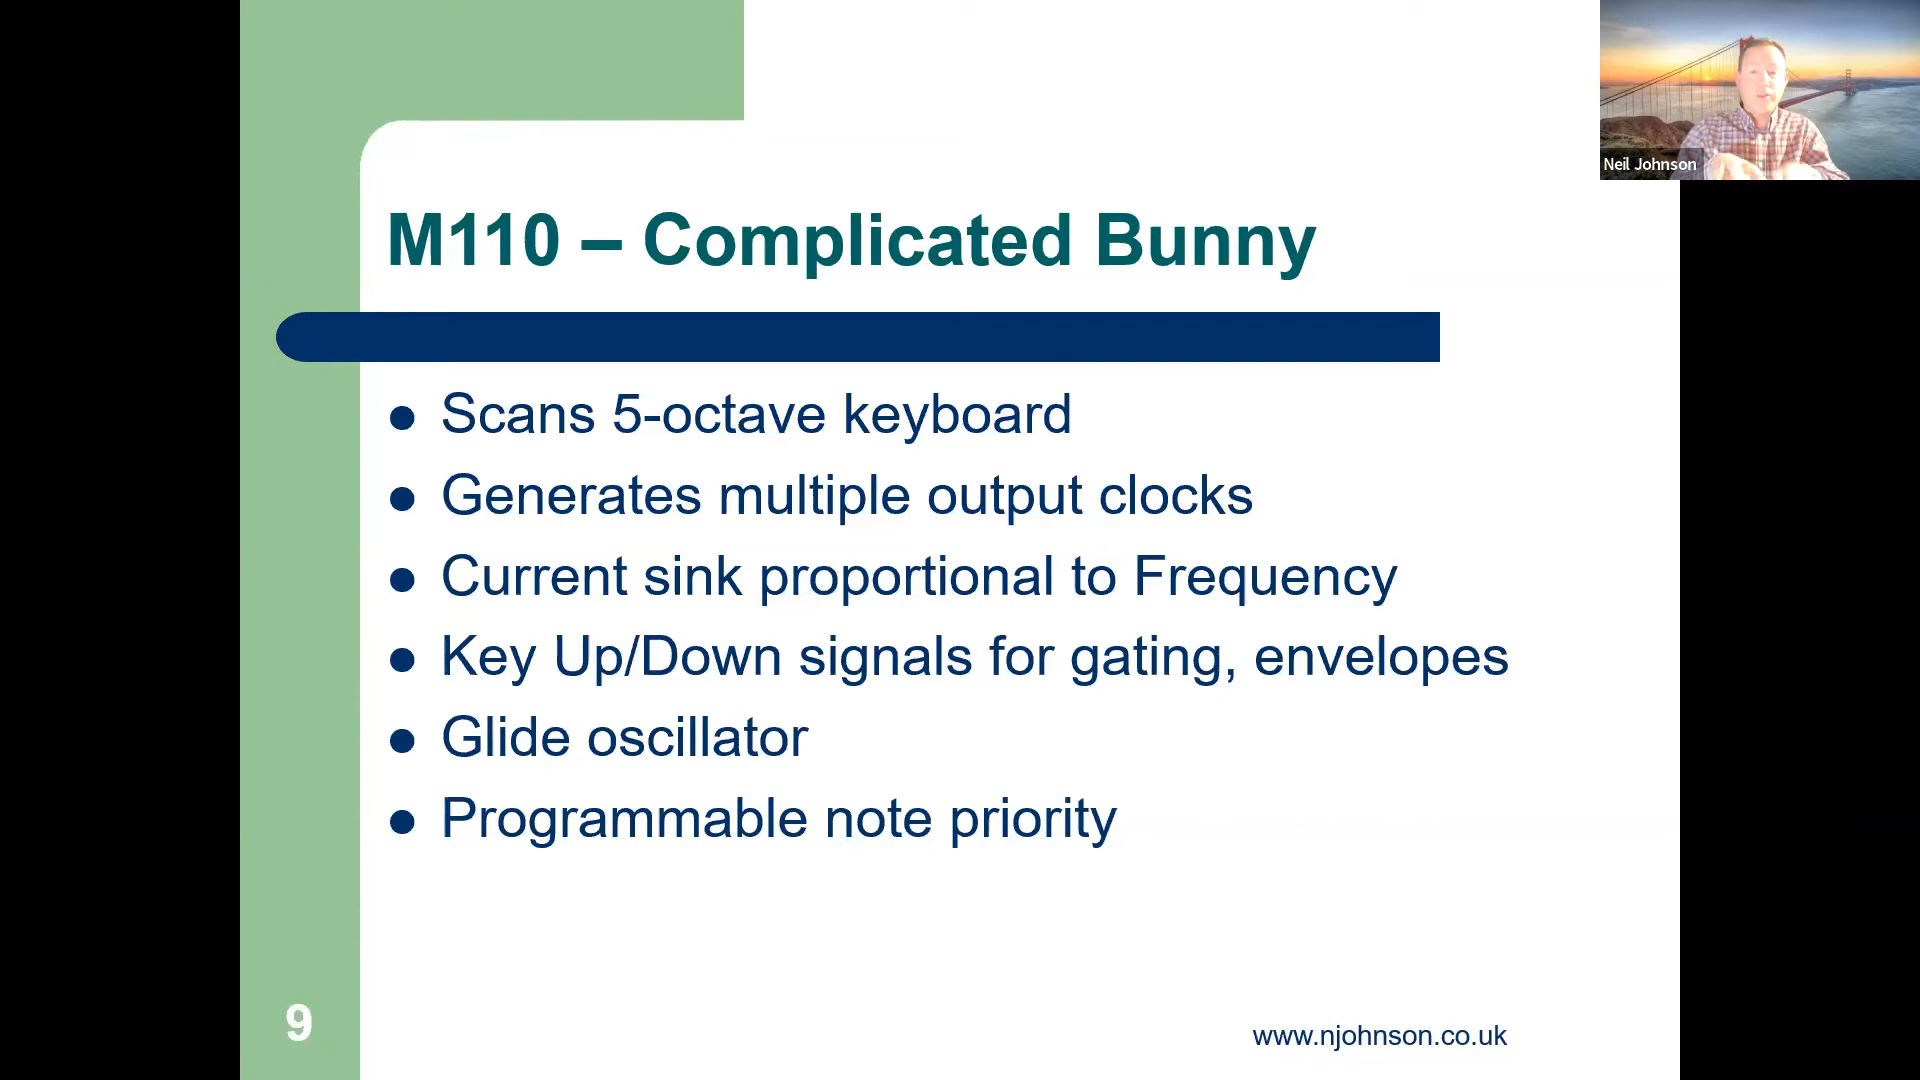 Neil Johnson
M110 – Complicated Bunny
Scans 5-octave keyboard
Generates multiple output clocks
Current sink proportional to Frequency
Key Up/Down signals for gating, envelopes
Glide oscillator
Programmable note priority
9
www.njohnson.co.uk